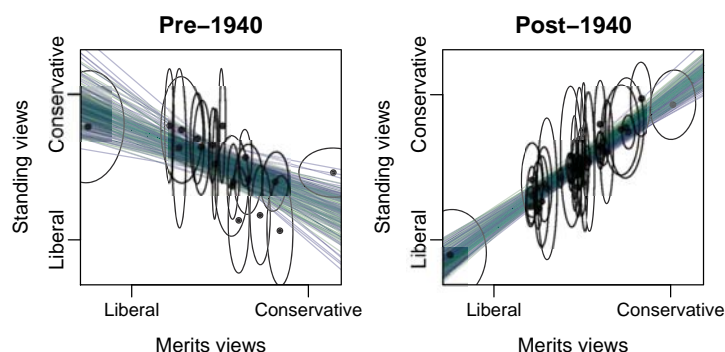 Pre–1940
Standing views
Conservative
Liberal
Liberal
Conservative
Merits views
Post–1940
Standing views
Conservative
Liberal
Liberal
Conservative
Merits views